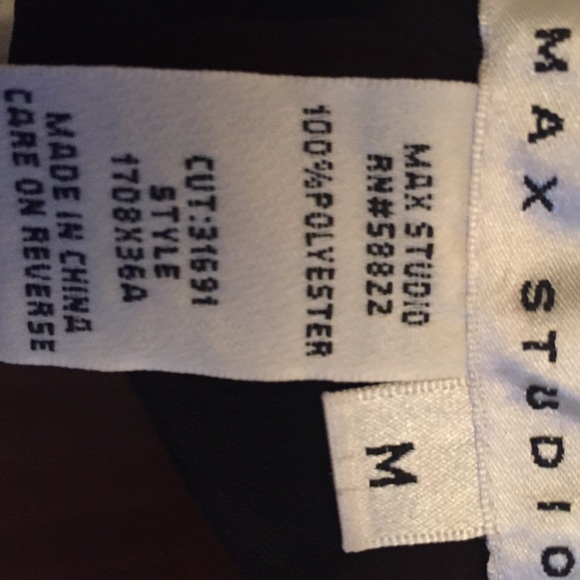 MAX STUDIO
MAX STUDIO
RN#58822
100%POLYESTER
CUT:31691
STYLE
1708X36A
MADE IN CHINA
CARE ON REVERSE
M